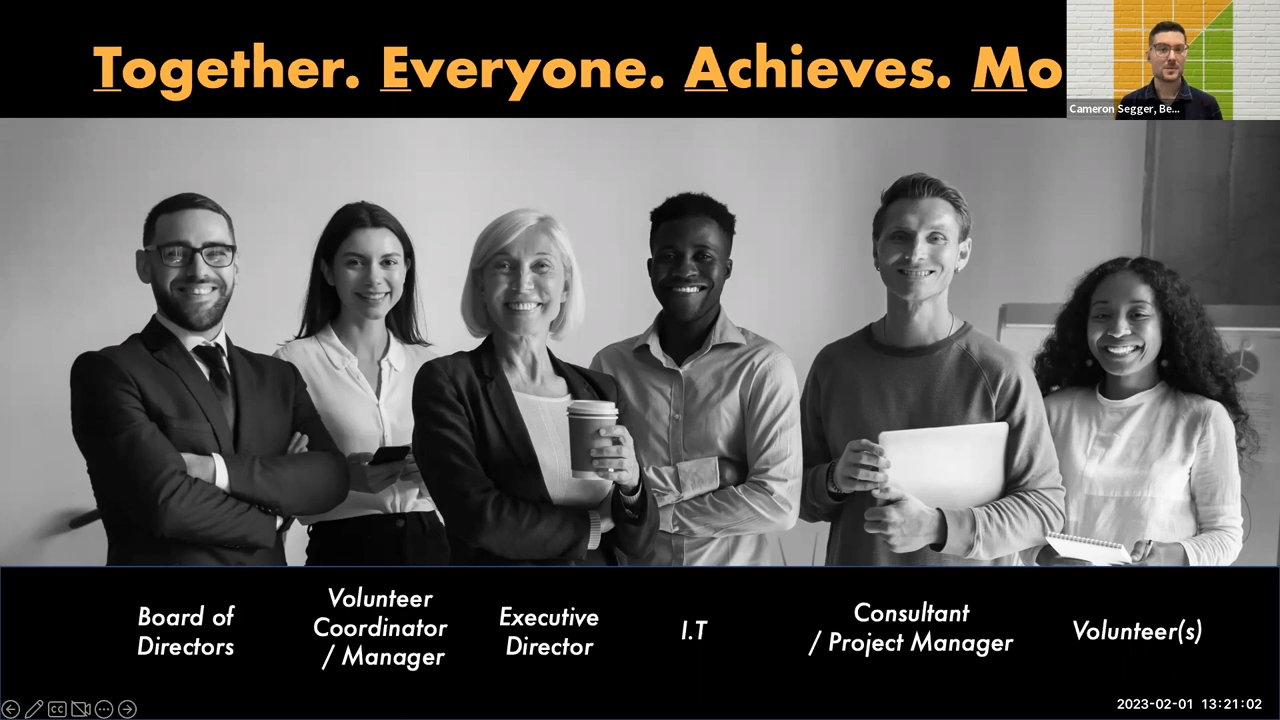 Together. Everyone. Achieves. Mo
Cameron Segger, Be...
Board of
Directors
Volunteer
Coordinator
/ Manager
Executive
Director
I.T
Consultant
/ Project Manager
Volunteer(s)
CC
2023-02-01 13:21:02